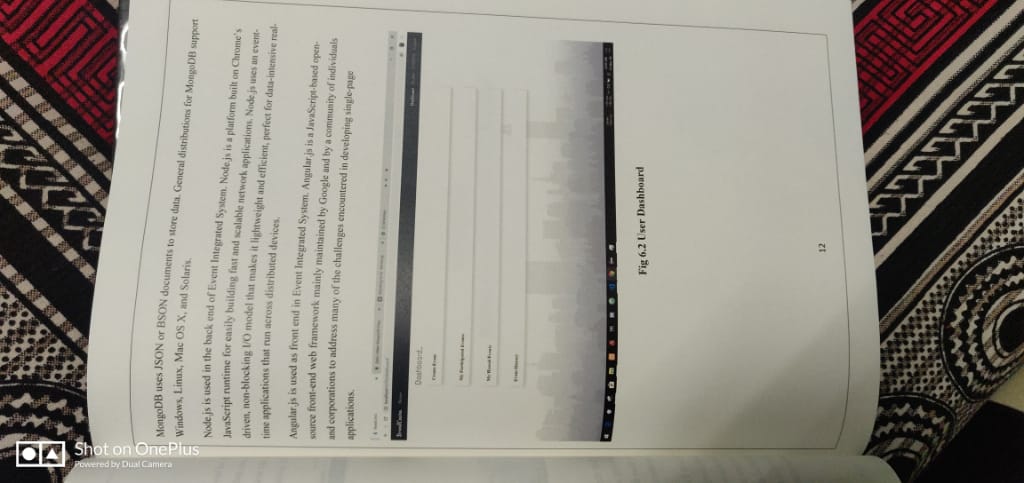 Shot on OnePlus
Powered by Dual Camera
MongoDB uses JSON or BSON documents to store data. General distributions for MongoDB support
Windows, Linux, Mac OS X, and Solaris.
Node.js is used in the back end of Event Integrated System. Node.js is a platform built on Chrome's
JavaScript runtime for easily building fast and scalable network applications. Node.js uses an event-
driven, non-blocking I/O model that makes it lightweight and efficient, perfect for data-intensive real-
time applications that run across distributed devices.
Angular.js is used as front end in Event Integrated System. Angular.js is a JavaScript-based open-
source front-end web framework mainly maintained by Google and by a community of individuals
and corporations to address many of the challenges encountered in developing single-page
applications.
Dashboard..
Create Event
My Participated Events
My Hosted Events
Event History
Fig 6.2 User Dashboard
12